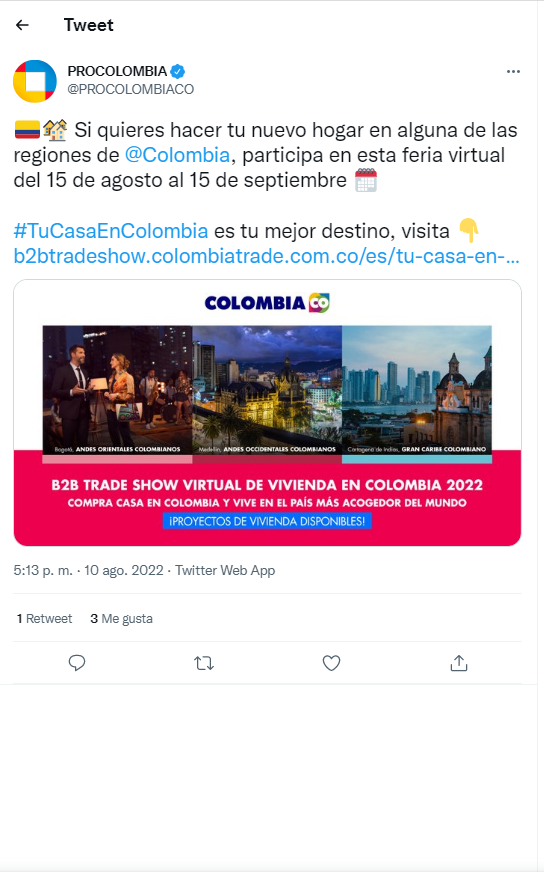 Tweet
PROCOLOMBIA
@PROCOLOMBIACO
🇨🇴🏘️ Si quieres hacer tu nuevo hogar en alguna de las
regiones de @Colombia, participa en esta feria virtual
del 15 de agosto al 15 de septiembre 🗓️
#TuCasaEnColombia es tu mejor destino, visita 👇
b2btradeshow.colombiatrade.com.co/es/tu-casa-en-...
COLOMBIA CO
Bogotá, ANDES ORIENTALES COLOMBIANOS
Medellín, ANDES OCCIDENTALES COLOMBIANOS
Cartagena de Indias, GRAN CARIBE COLOMBIANO
B2B TRADE SHOW VIRTUAL DE VIVIENDA EN COLOMBIA 2022
COMPRA CASA EN COLOMBIA Y VIVE EN EL PAÍS MÁS ACOGEDOR DEL MUNDO
¡PROYECTOS DE VIVIENDA DISPONIBLES!
5:13 p. m. · 10 ago. 2022 · Twitter Web App
1 Retweet 3 Me gusta